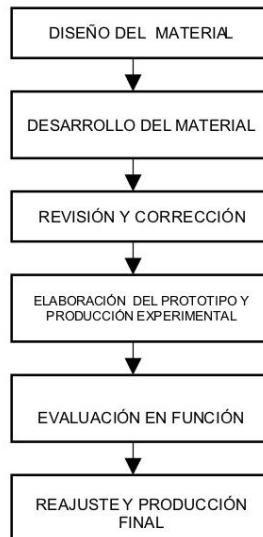 DISEÑO DEL MATERIAL
DESARROLLO DEL MATERIAL
REVISIÓN Y CORRECCIÓN
ELABORACIÓN DEL PROTOTIPO Y
PRODUCCIÓN EXPERIMENTAL
EVALUACIÓN EN FUNCIÓN
REAJUSTE Y PRODUCCIÓN
FINAL